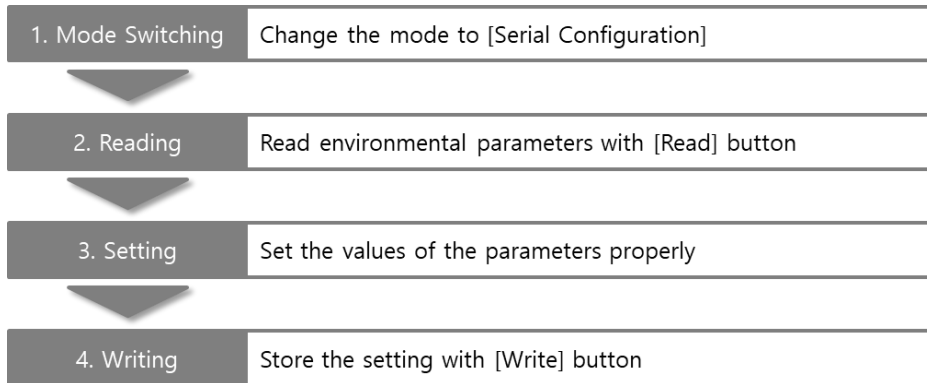 1. Mode Switching
Change the mode to [Serial Configuration]
2. Reading
Read environmental parameters with [Read] button
3. Setting
Set the values of the parameters properly
4. Writing
Store the setting with [Write] button